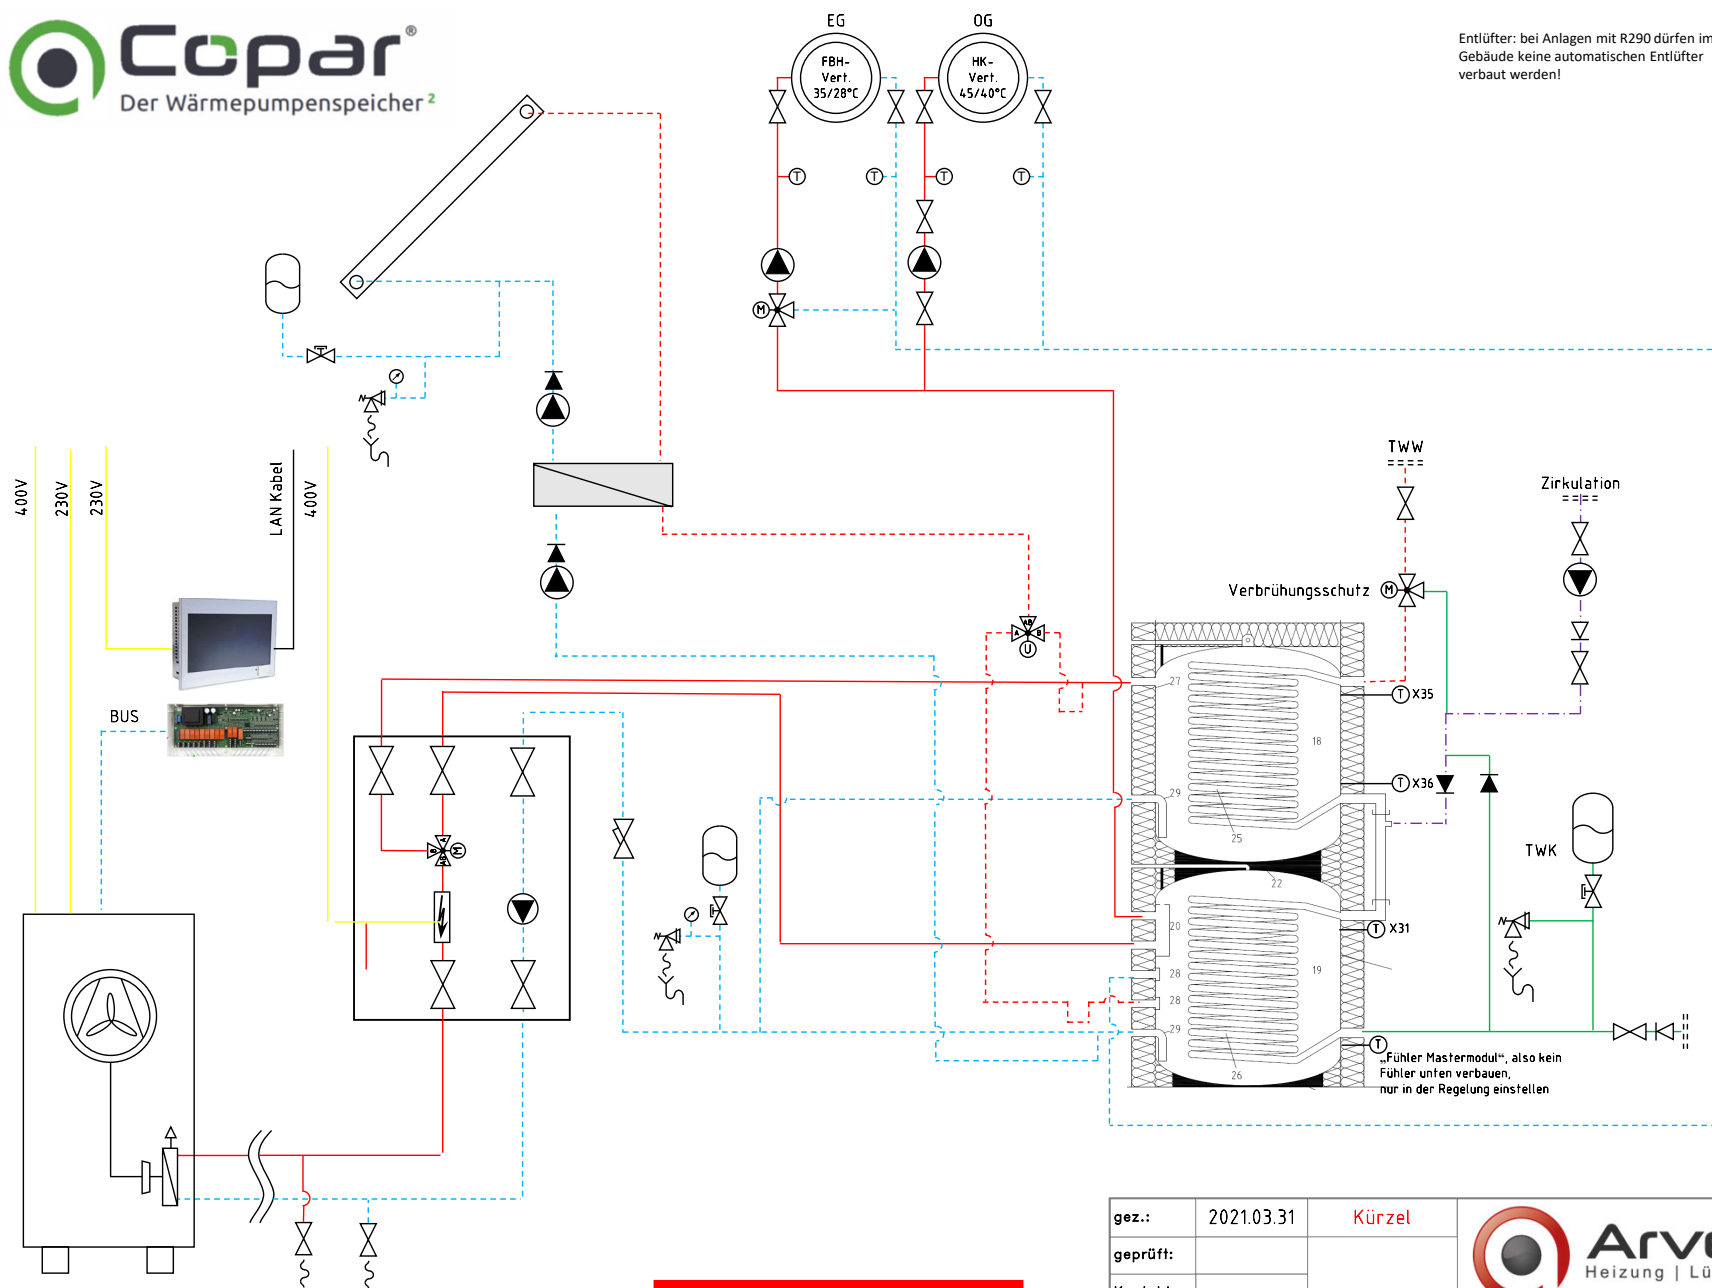 Copar®
Der Wärmepumpenspeicher²
EG
OG
FBH-
Vert.
35/28°C
HK-
Vert.
45/40°C
Entlüfter: bei Anlagen mit R290 dürfen im
Gebäude keine automatischen Entlüfter
verbaut werden!
T
T
T
T
M
400V
230V
230V
LAN Kabel
400V
TWW
Zirkulation
Verbrühungsschutz
M
AB
A
B
U
27
T X35
18
BUS
29
T X36
25
B
A
AB
M
TWK
22
20
T X31
28
19
28
29
T
26
„Fühler Mastermodul“, also kein
Fühler unten verbauen,
nur in der Regelung einstellen
gez.:
2021.03.31
Kürzel
geprüft:
Heizung | Lü